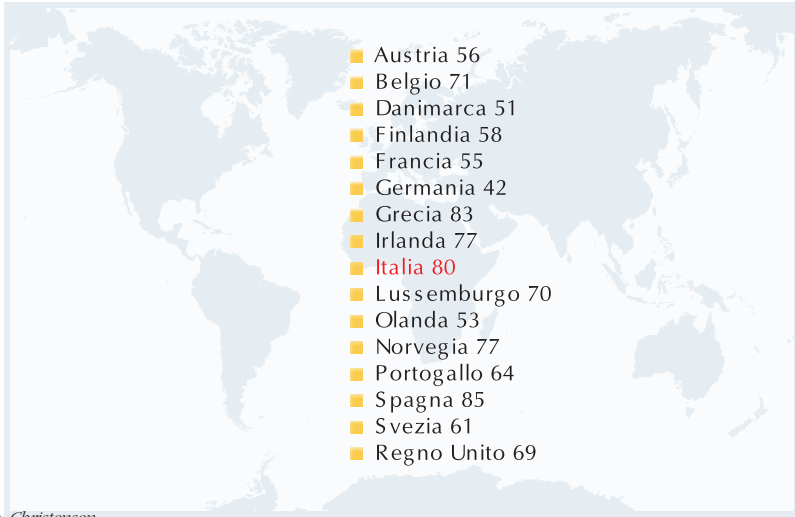 Austria 56
Belgio 71
Danimarca 51
Finlandia 58
Francia 55
Germania 42
Grecia 83
Irlanda 77
Italia 80
Lussemburgo 70
Olanda 53
Norvegia 77
Portogallo 64
Spagna 85
Svezia 61
Regno Unito 69
Christenson